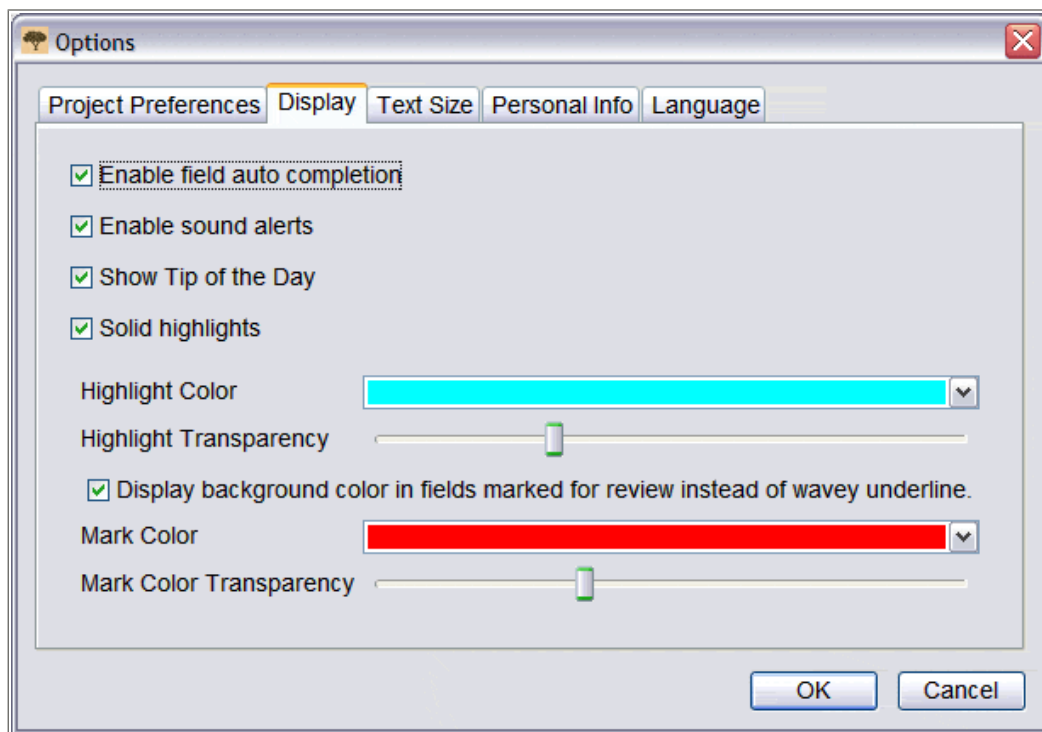 Options
Project Preferences Display Text Size Personal Info Language
Enable field auto completion
Enable sound alerts
Show Tip of the Day
Solid highlights
Highlight Color
Highlight Transparency
Display background color in fields marked for review instead of wavey underline.
Mark Color
Mark Color Transparency
OK Cancel